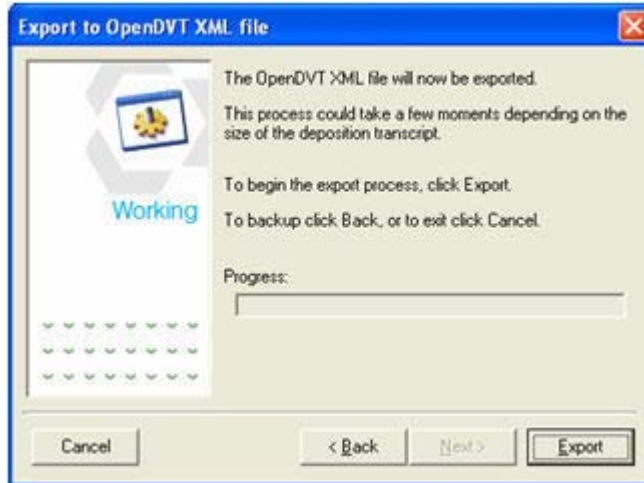 Export to OpenDVT XML file
The OpenDVT XML file will now be exported.
This process could take a few moments depending on the
size of the deposition transcript.
To begin the export process, click Export.
Working
To backup click Back, or to exit click Cancel.
Progress:
Cancel
< Back
Next >
Export